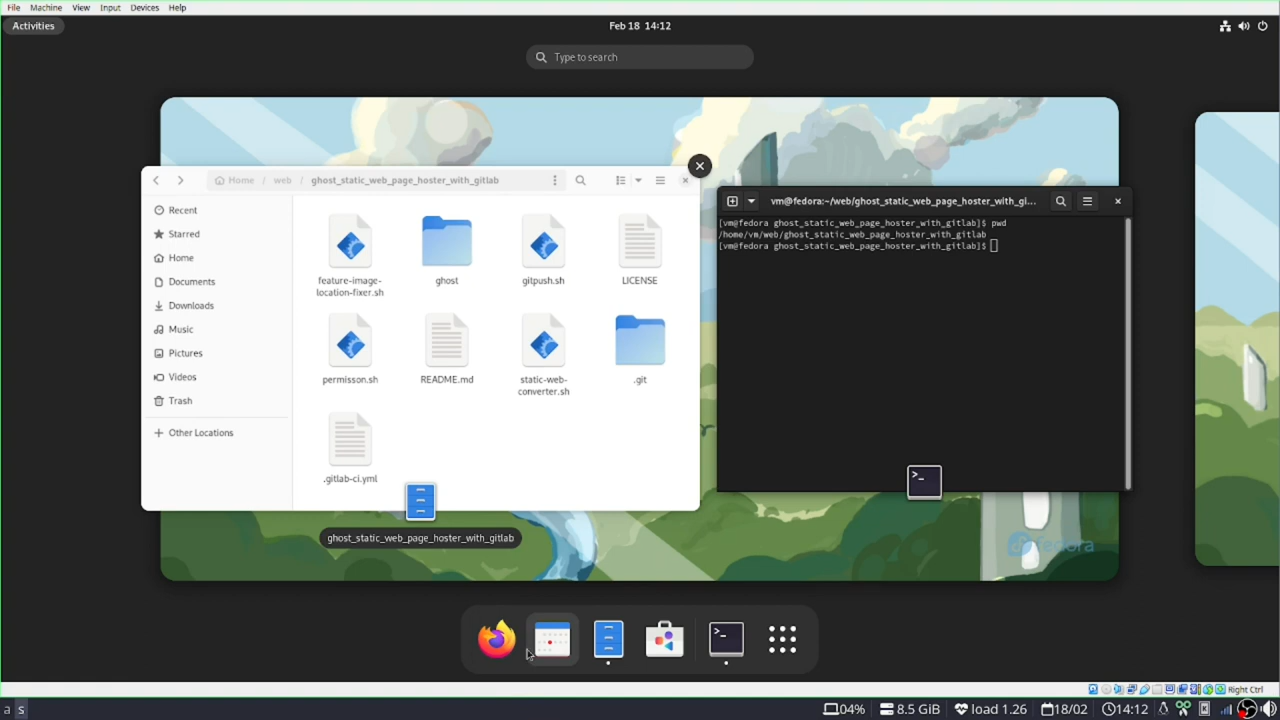 File Machine View Input Devices Help
Activities
Feb 18 14:12
Type to search
Home / web / ghost_static_web_page_hoster_with_gitlab
Recent
Starred
Home
Documents
Downloads
Music
Pictures
Videos
Trash
Other Locations
feature-image-
location-fixer.sh
ghost
gitpush.sh
LICENSE
permisson.sh
README.md
static-web-
converter.sh
.git
.gitlab-ci.yml
ghost_static_web_page_hoster_with_gitlab
vm@fedora:~/web/ghost_static_web_page_hoster_with_gi...
[vm@fedora ghost_static_web_page_hoster_with_gitlab]$ pwd
/home/vm/web/ghost_static_web_page_hoster_with_gitlab
[vm@fedora ghost_static_web_page_hoster_with_gitlab]$
fedora
Right Ctrl
a s
04% 8.5 GiB load 1.26 18/02 14:12